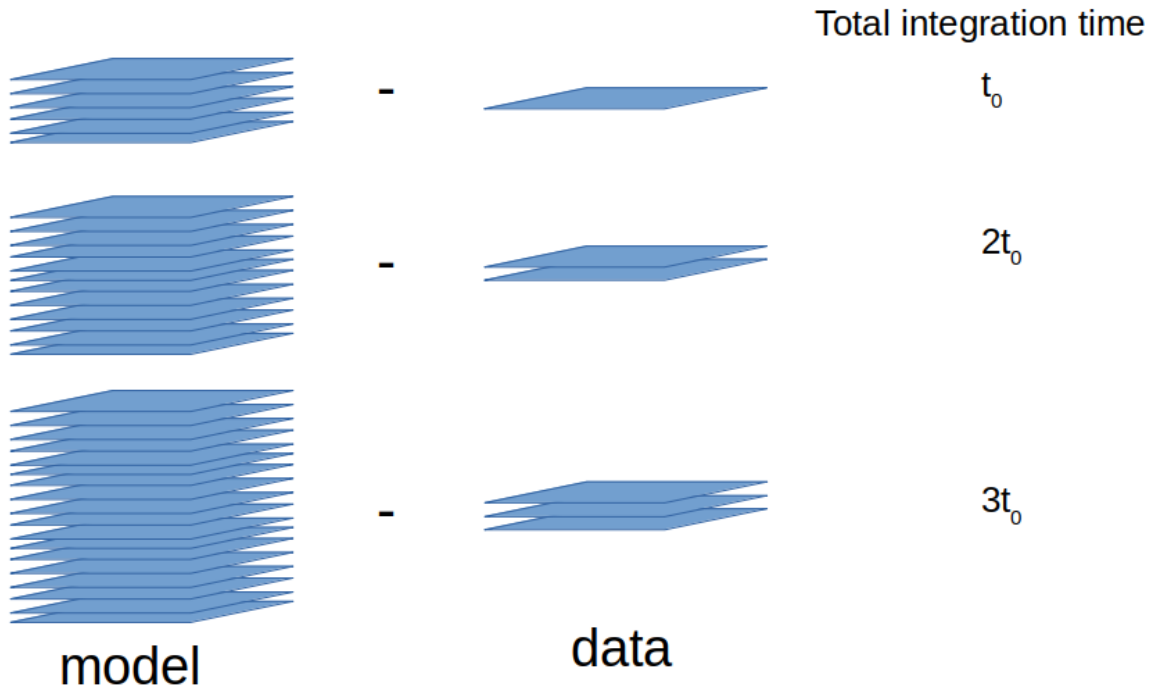 Total integration time
- t₀
- 2t₀
- 3t₀
model data